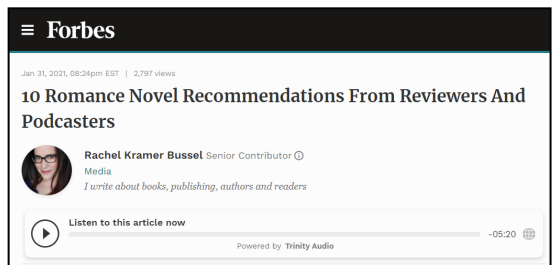 Forbes
Jan 31, 2021, 08:24pm EST | 2,797 views
10 Romance Novel Recommendations From Reviewers And
Podcasters
Rachel Kramer Bussel Senior Contributor
Media
I write about books, publishing, authors and readers
Listen to this article now
-05:20
Powered by Trinity Audio